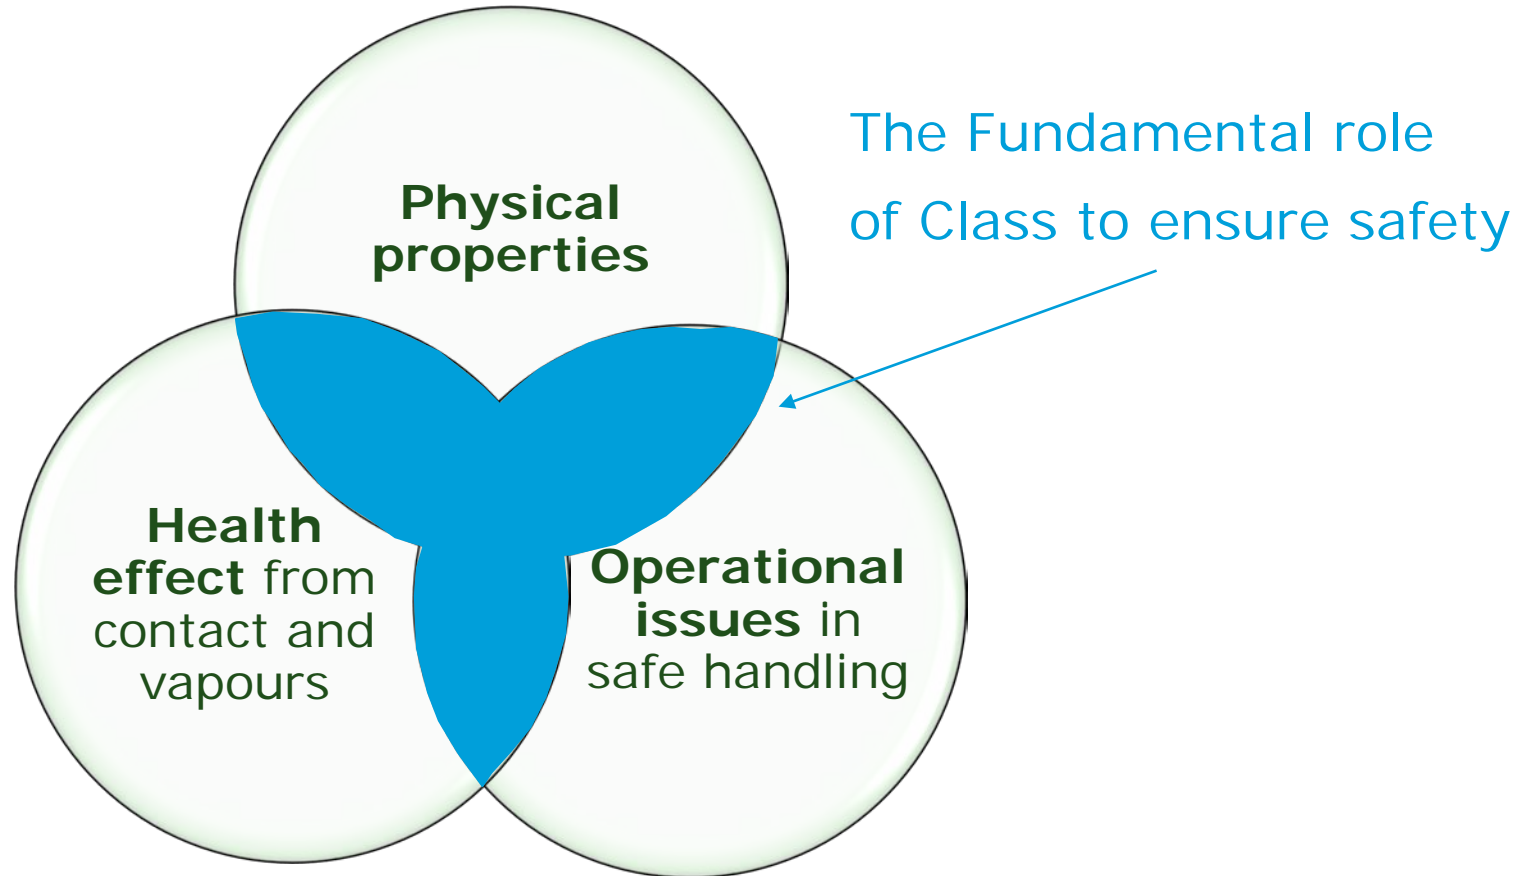 The Fundamental role
of Class to ensure safety
Physical
properties
Health
effect from
contact and
vapours
Operational
issues in
safe handling